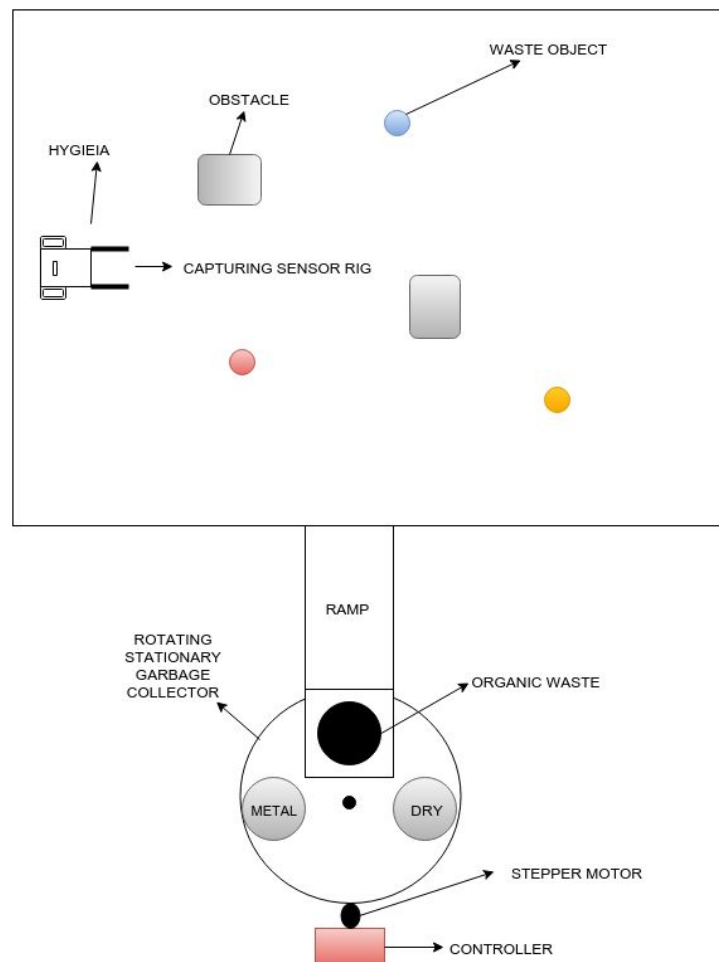 WASTE OBJECT
OBSTACLE
HYGIEIA
CAPTURING SENSOR RIG
RAMP
ROTATING
STATIONARY
GARBAGE
COLLECTOR
ORGANIC WASTE
METAL
DRY
STEPPER MOTOR
CONTROLLER